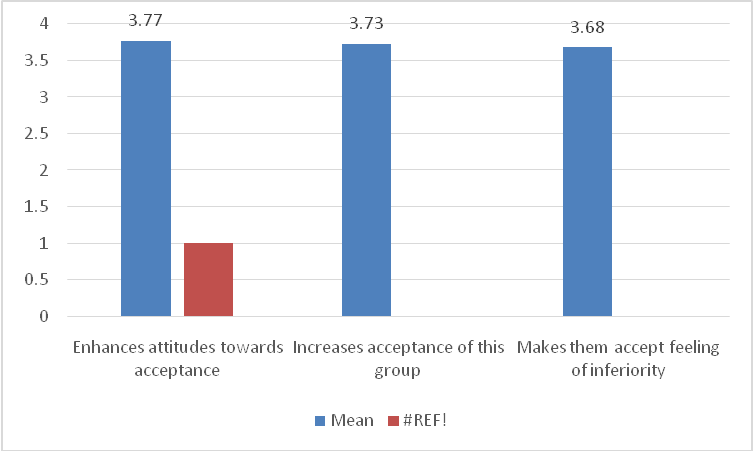 4
3.5
3
2.5
2
1.5
1
0.5
0
3.77
3.73
3.68
Enhances attitudes towards
acceptance
Increases acceptance of this
group
Makes them accept feeling
of inferiority
Mean
#REF!